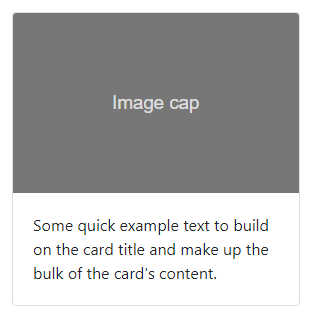 Image cap
Some quick example text to build
on the card title and make up the
bulk of the card's content.